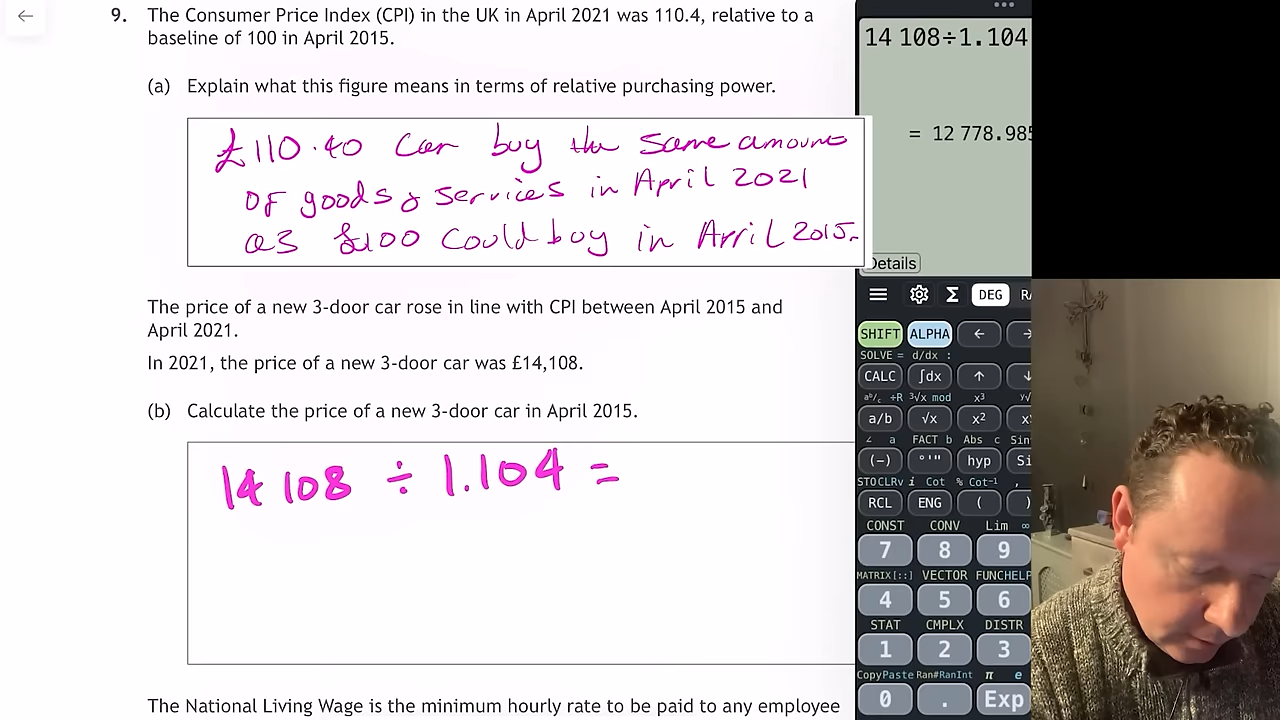 9. The Consumer Price Index (CPI) in the UK in April 2021 was 110.4, relative to a
baseline of 100 in April 2015.
(a) Explain what this figure means in terms of relative purchasing power.
£110.40 can buy the same amount
of goods & services in April 2021
as £100 could buy in April 2015.
The price of a new 3-door car rose in line with CPI between April 2015 and
April 2021.
In 2021, the price of a new 3-door car was £14,108.
(b) Calculate the price of a new 3-door car in April 2015.
14 108 ÷ 1.104 =
The National Living Wage is the minimum hourly rate to be paid to any employee
14 108÷1.104
= 12 778.985
Details
DEG
SHIFT ALPHA ← →
SOLVE = d/dx :
CALC ∫dx ↑ ↓
aᵇ/c ÷R ³√x mod x³
a/b √x x²
∠ a FACT b Abs c Sin
(−) °'" hyp Si
STO CLRv i Cot % Cot⁻¹ ,
RCL ENG ( )
CONST CONV Lim ∞
7 8 9
MATRIX[::] VECTOR FUNC HELP
4 5 6
STAT CMPLX DISTR
1 2 3
CopyPaste Ran# RanInt π e
0 . Exp